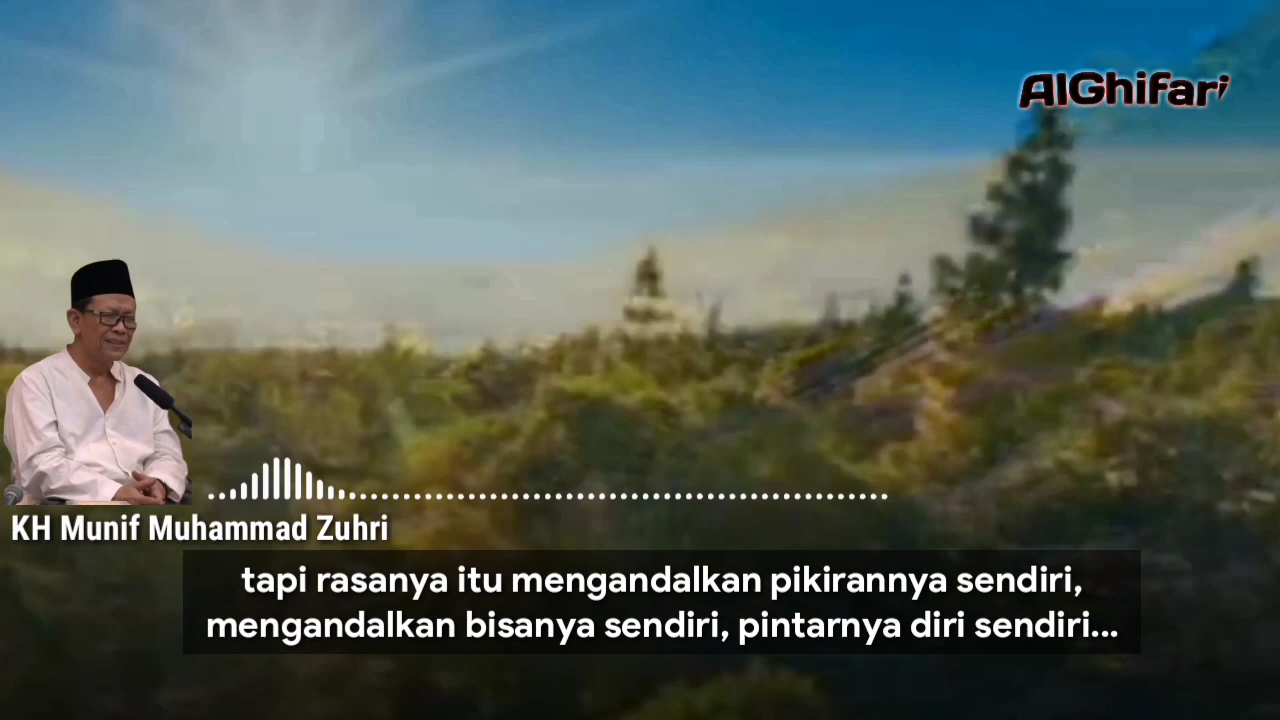 AlGhifari
KH Munif Muhammad Zuhri
tapi rasanya itu mengandalkan pikirannya sendiri,
mengandalkan bisanya sendiri, pintarnya diri sendiri...